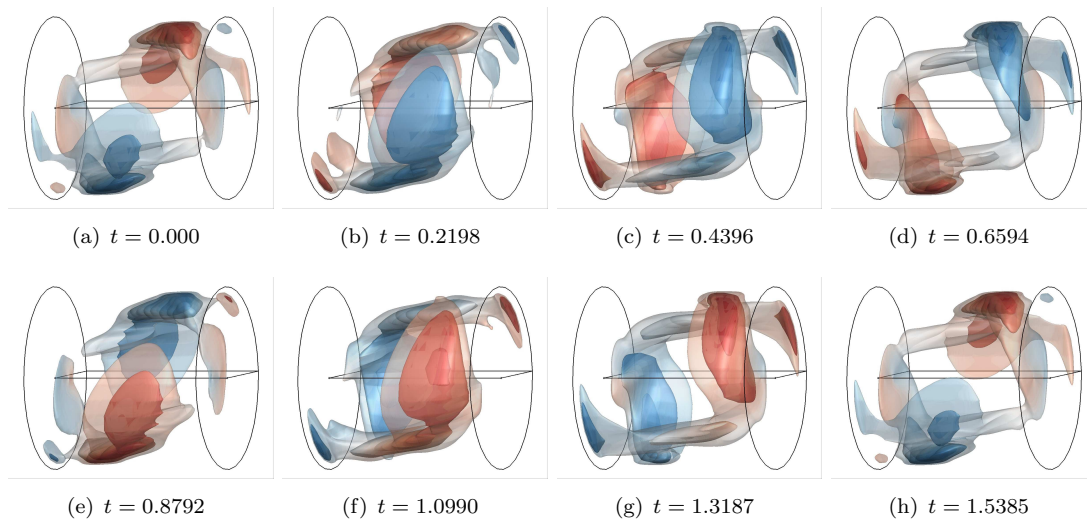 (a) t = 0.000
(b) t = 0.2198
(c) t = 0.4396
(d) t = 0.6594
(e) t = 0.8792
(f) t = 1.0990
(g) t = 1.3187
(h) t = 1.5385